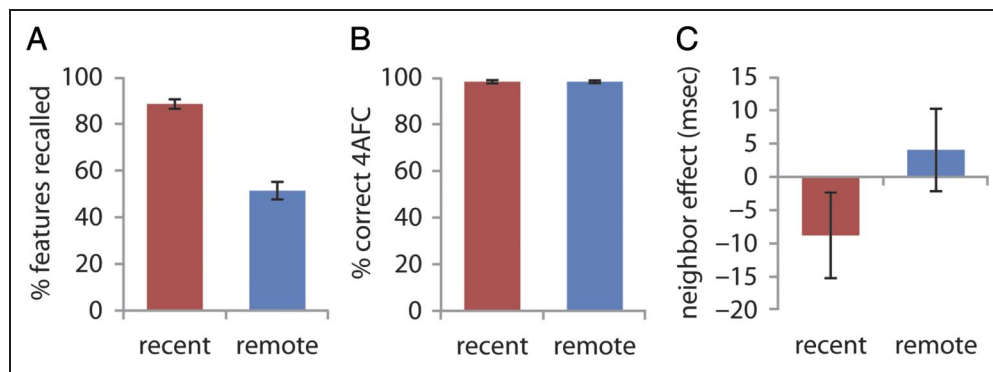 A
% features recalled
100
80
60
40
20
0
recent
remote
B
% correct 4AFC
100
80
60
40
20
0
recent
remote
C
neighbor effect (msec)
15
10
5
0
−5
−10
−15
−20
recent
remote